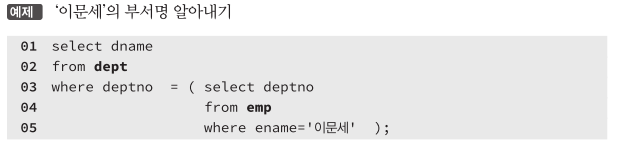 예제 '이문세'의 부서명 알아내기
01 select dname
02 from dept
03 where deptno = ( select deptno
04 from emp
05 where ename='이문세' );